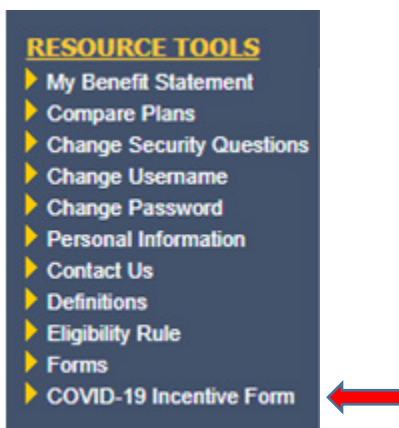 RESOURCE TOOLS
My Benefit Statement
Compare Plans
Change Security Questions
Change Username
Change Password
Personal Information
Contact Us
Definitions
Eligibility Rule
Forms
COVID-19 Incentive Form